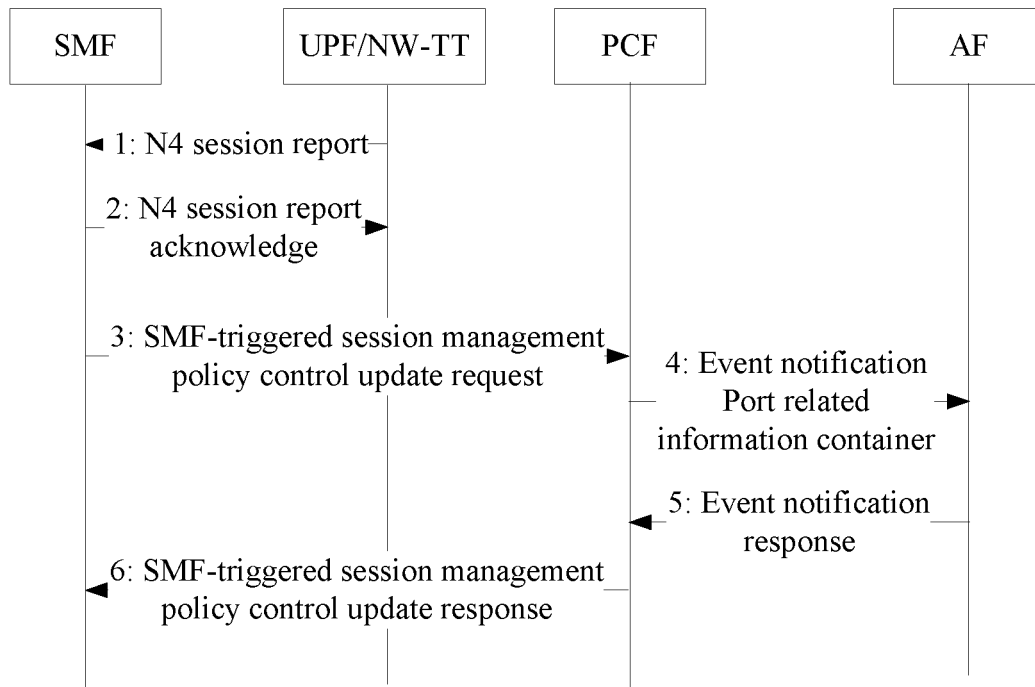 SMF
UPF/NW-TT
PCF
AF
1: N4 session report
2: N4 session report
acknowledge
3: SMF-triggered session management
policy control update request
4: Event notification
Port related
information container
5: Event notification
response
6: SMF-triggered session management
policy control update response